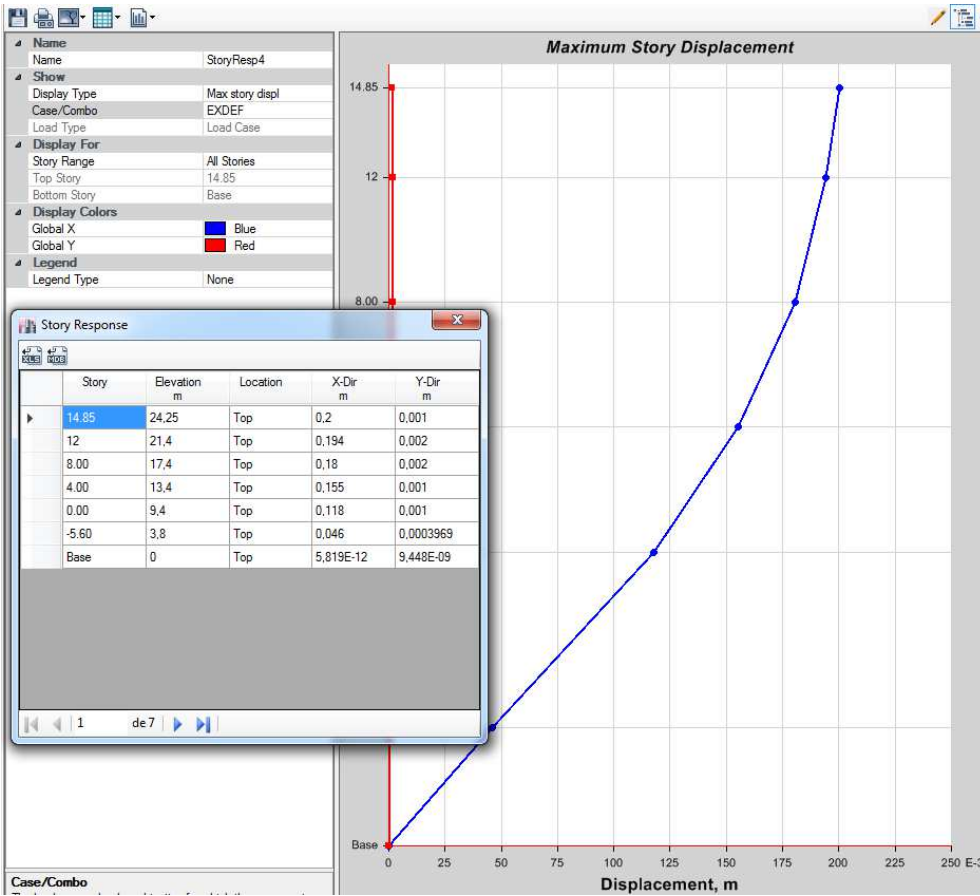 Name
Name StoryResp4
Show
Display Type Max story displ
Case/Combo EXDEF
Load Type Load Case
Display For
Story Range All Stories
Top Story 14.85
Bottom Story Base
Display Colors
Global X Blue
Global Y Red
Legend
Legend Type None
Story Response
XLS MDB
Story Elevation Location X-Dir Y-Dir
m m m
14.85 24,25 Top 0,2 0,001
12 21,4 Top 0,194 0,002
8.00 17,4 Top 0,18 0,002
4.00 13,4 Top 0,155 0,001
0.00 9,4 Top 0,118 0,001
-5.60 3,8 Top 0,046 0,0003969
Base 0 Top 5,819E-12 9,448E-09
1 de 7
Case/Combo
Maximum Story Displacement
14.85
12
8.00
Base
0 25 50 75 100 125 150 175 200 225 250 E-3
Displacement, m